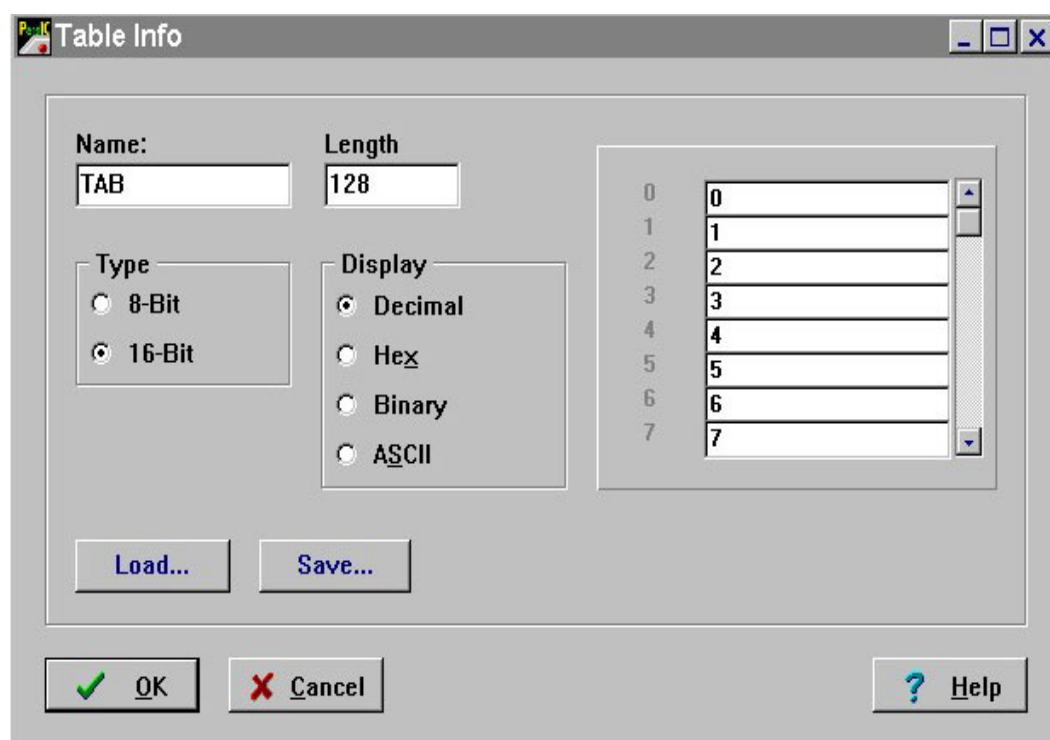 Table Info
Name:
TAB
Length
128
Type
8-Bit
16-Bit
Display
Decimal
Hex
Binary
ASCII
0 0
1 1
2 2
3 3
4 4
5 5
6 6
7 7
Load...
Save...
OK
Cancel
? Help